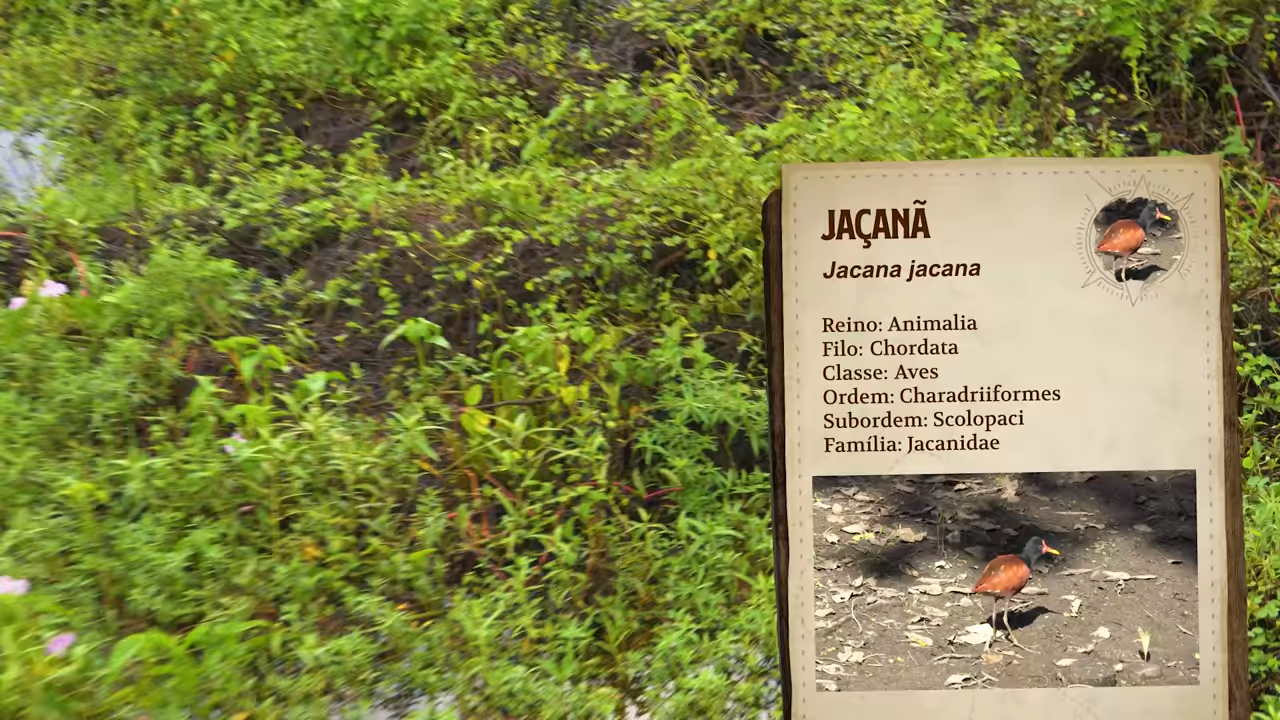 JAÇANÃ
Jacana jacana
Reino: Animalia
Filo: Chordata
Classe: Aves
Ordem: Charadriiformes
Subordem: Scolopaci
Família: Jacanidae